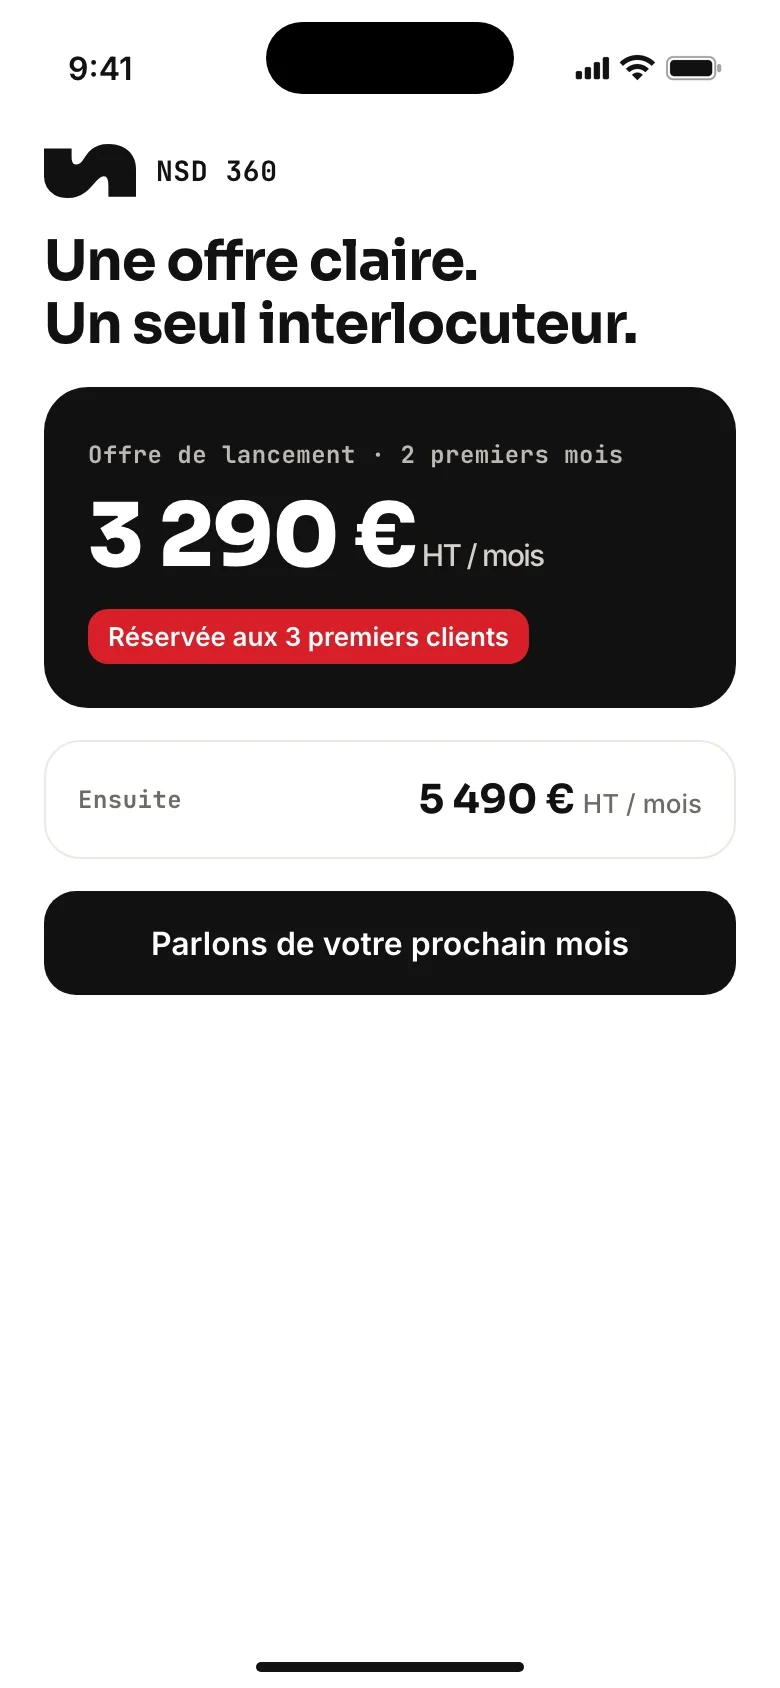 9:41
NSD 360
Une offre claire.
Un seul interlocuteur.
Offre de lancement · 2 premiers mois
3 290 € HT / mois
Réservée aux 3 premiers clients
Ensuite 5 490 € HT / mois
Parlons de votre prochain mois